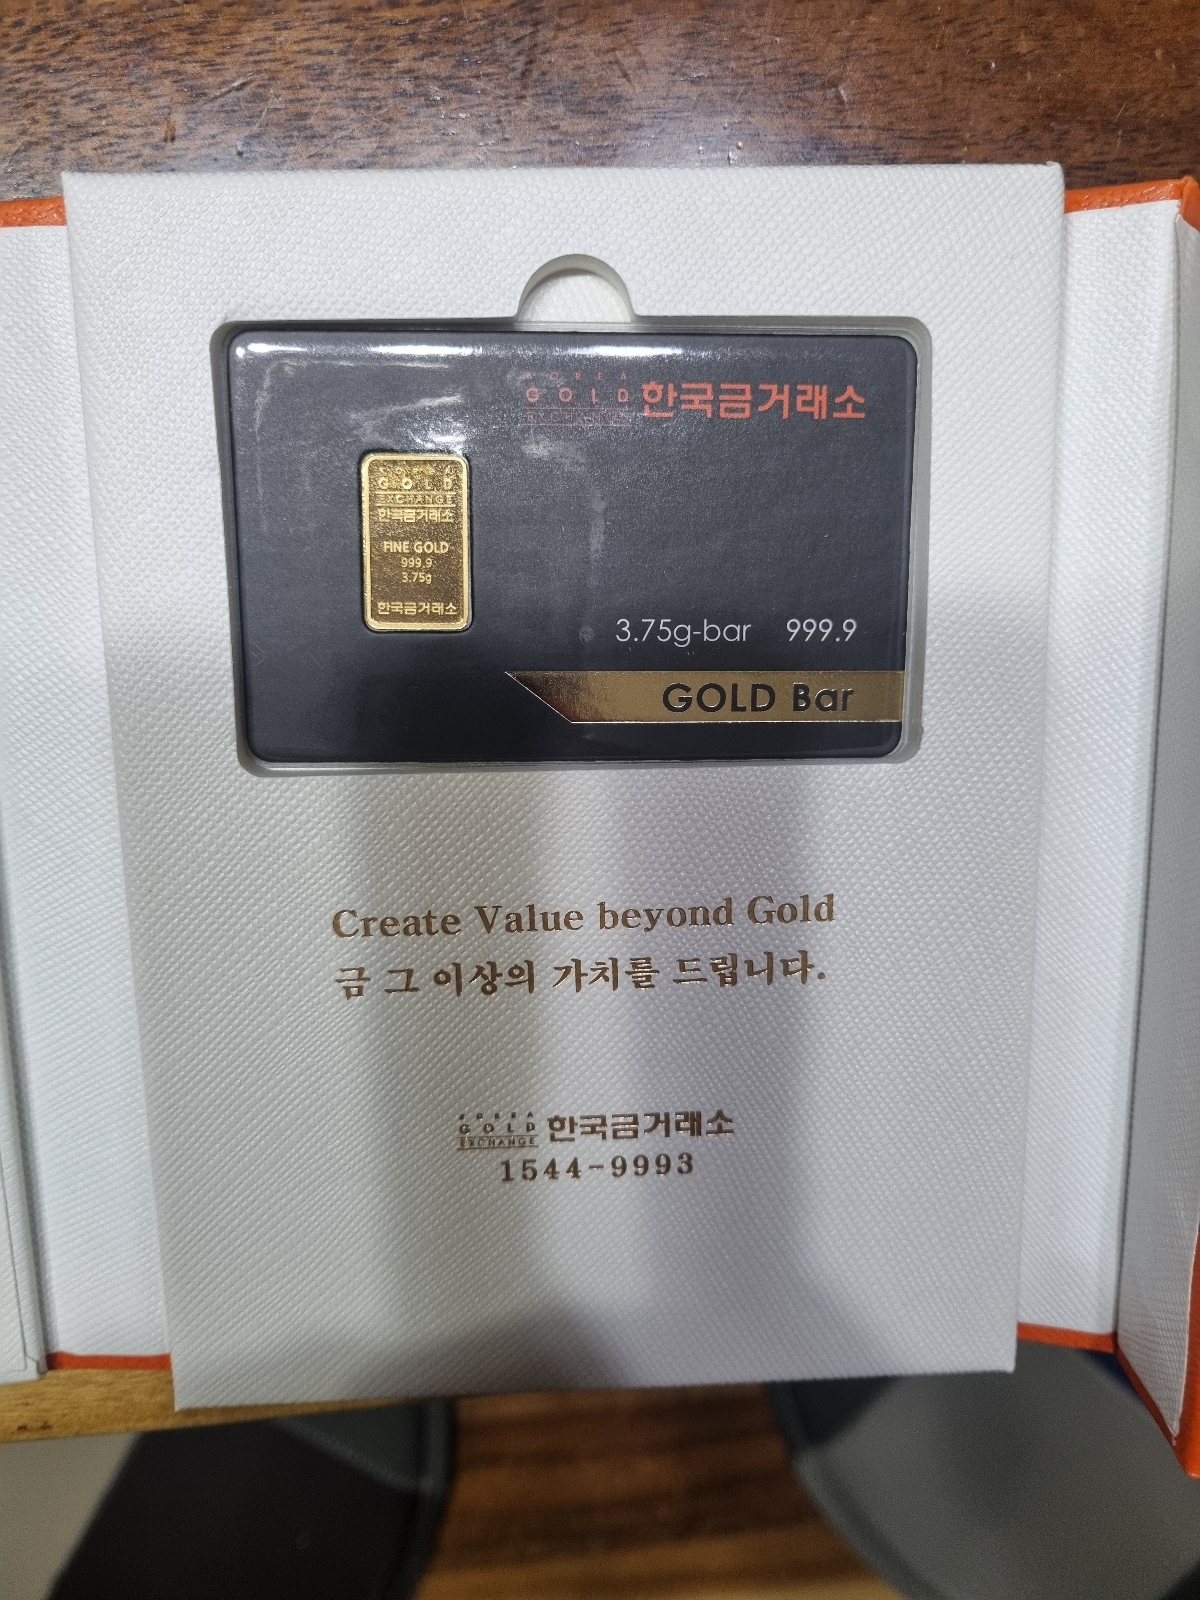 KOREA
GOLD
EXCHANGE
한국금거래소
KOREA
GOLD
EXCHANGE
한국금거래소
FINE GOLD
999.9
3.75g
한국금거래소
3.75g-bar 999.9
GOLD Bar
Create Value beyond Gold
금 그 이상의 가치를 드립니다.
KOREA
GOLD
EXCHANGE
한국금거래소
1544-9993